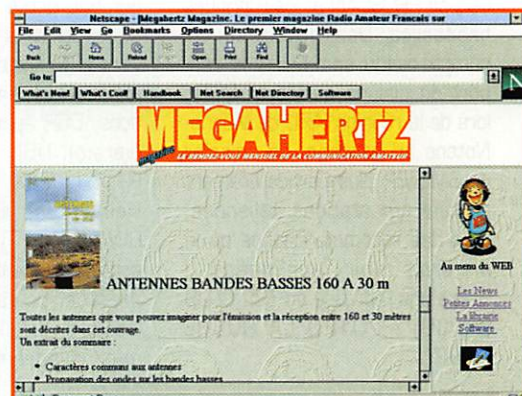 Netscape - [Megahertz Magazine. Le premier magazine Radio Amateur Francais sur
File Edit View Go Bookmarks Options Directory Window Help
Back Home Reload Open Print Find
Go to:
What's New! What's Cool! Handbook Net Search Net Directory Software
MEGAHERTZ
magazine
LE RENDEZ-VOUS MENSUEL DE LA COMMUNICATION AMATEUR
ANTENNES BANDES BASSES 160 A 30 m
Toutes les antennes que vous pouvez imaginer pour l'émission et la réception entre 160 et 30 mètres
sont décrites dans cet ouvrage.
Un extrait du sommaire :
• Caractères communs aux antennes
• Propagation des ondes sur les bandes basses
Au menu du WEB
Les News
Petites Annonces
La librairie
Software